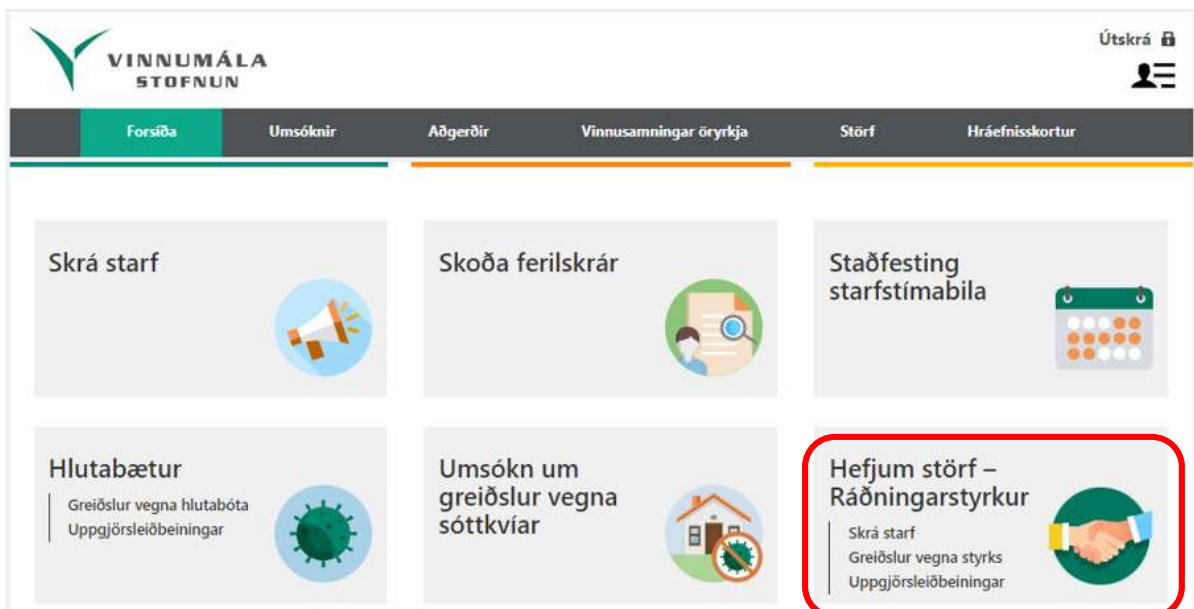 VINNUMÁLA
STOFNUN
Útskrá
Forsíða Umsóknir Aðgerðir Vinnusamningar öryrkja Störf Hráefnisskortur
Skrá starf
Skoða ferilskrár
Staðfesting
starfstímabila
Hlutabætur
Greiðslur vegna hlutabóta
Uppgjörsleiðbeiningar
Umsókn um
greiðslur vegna
sóttkvíar
Hefjum störf –
Ráðningarstyrkur
Skrá starf
Greiðslur vegna styrks
Uppgjörsleiðbeiningar